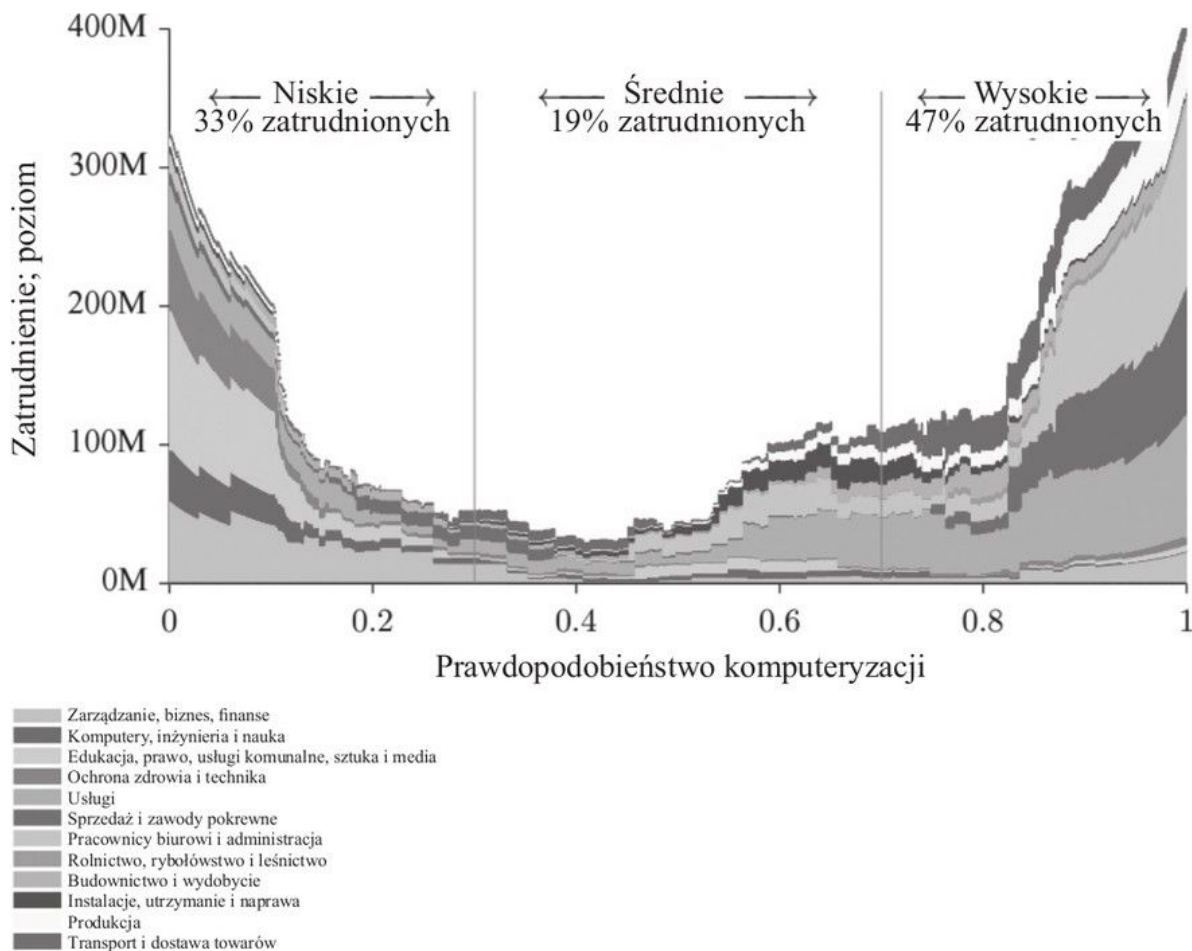 400M
300M
200M
100M
0M
Zatrudnienie; poziom
Niskie
33% zatrudnionych
Średnie
19% zatrudnionych
Wysokie
47% zatrudnionych
0 0.2 0.4 0.6 0.8 1
Prawdopodobieństwo komputeryzacji
Zarządzanie, biznes, finanse
Komputery, inżynieria i nauka
Edukacja, prawo, usługi komunalne, sztuka i media
Ochrona zdrowia i technika
Usługi
Sprzedaż i zawody pokrewne
Pracownicy biurowi i administracja
Rolnictwo, rybołówstwo i leśnictwo
Budownictwo i wydobycie
Instalacje, utrzymanie i naprawa
Produkcja
Transport i dostawa towarów